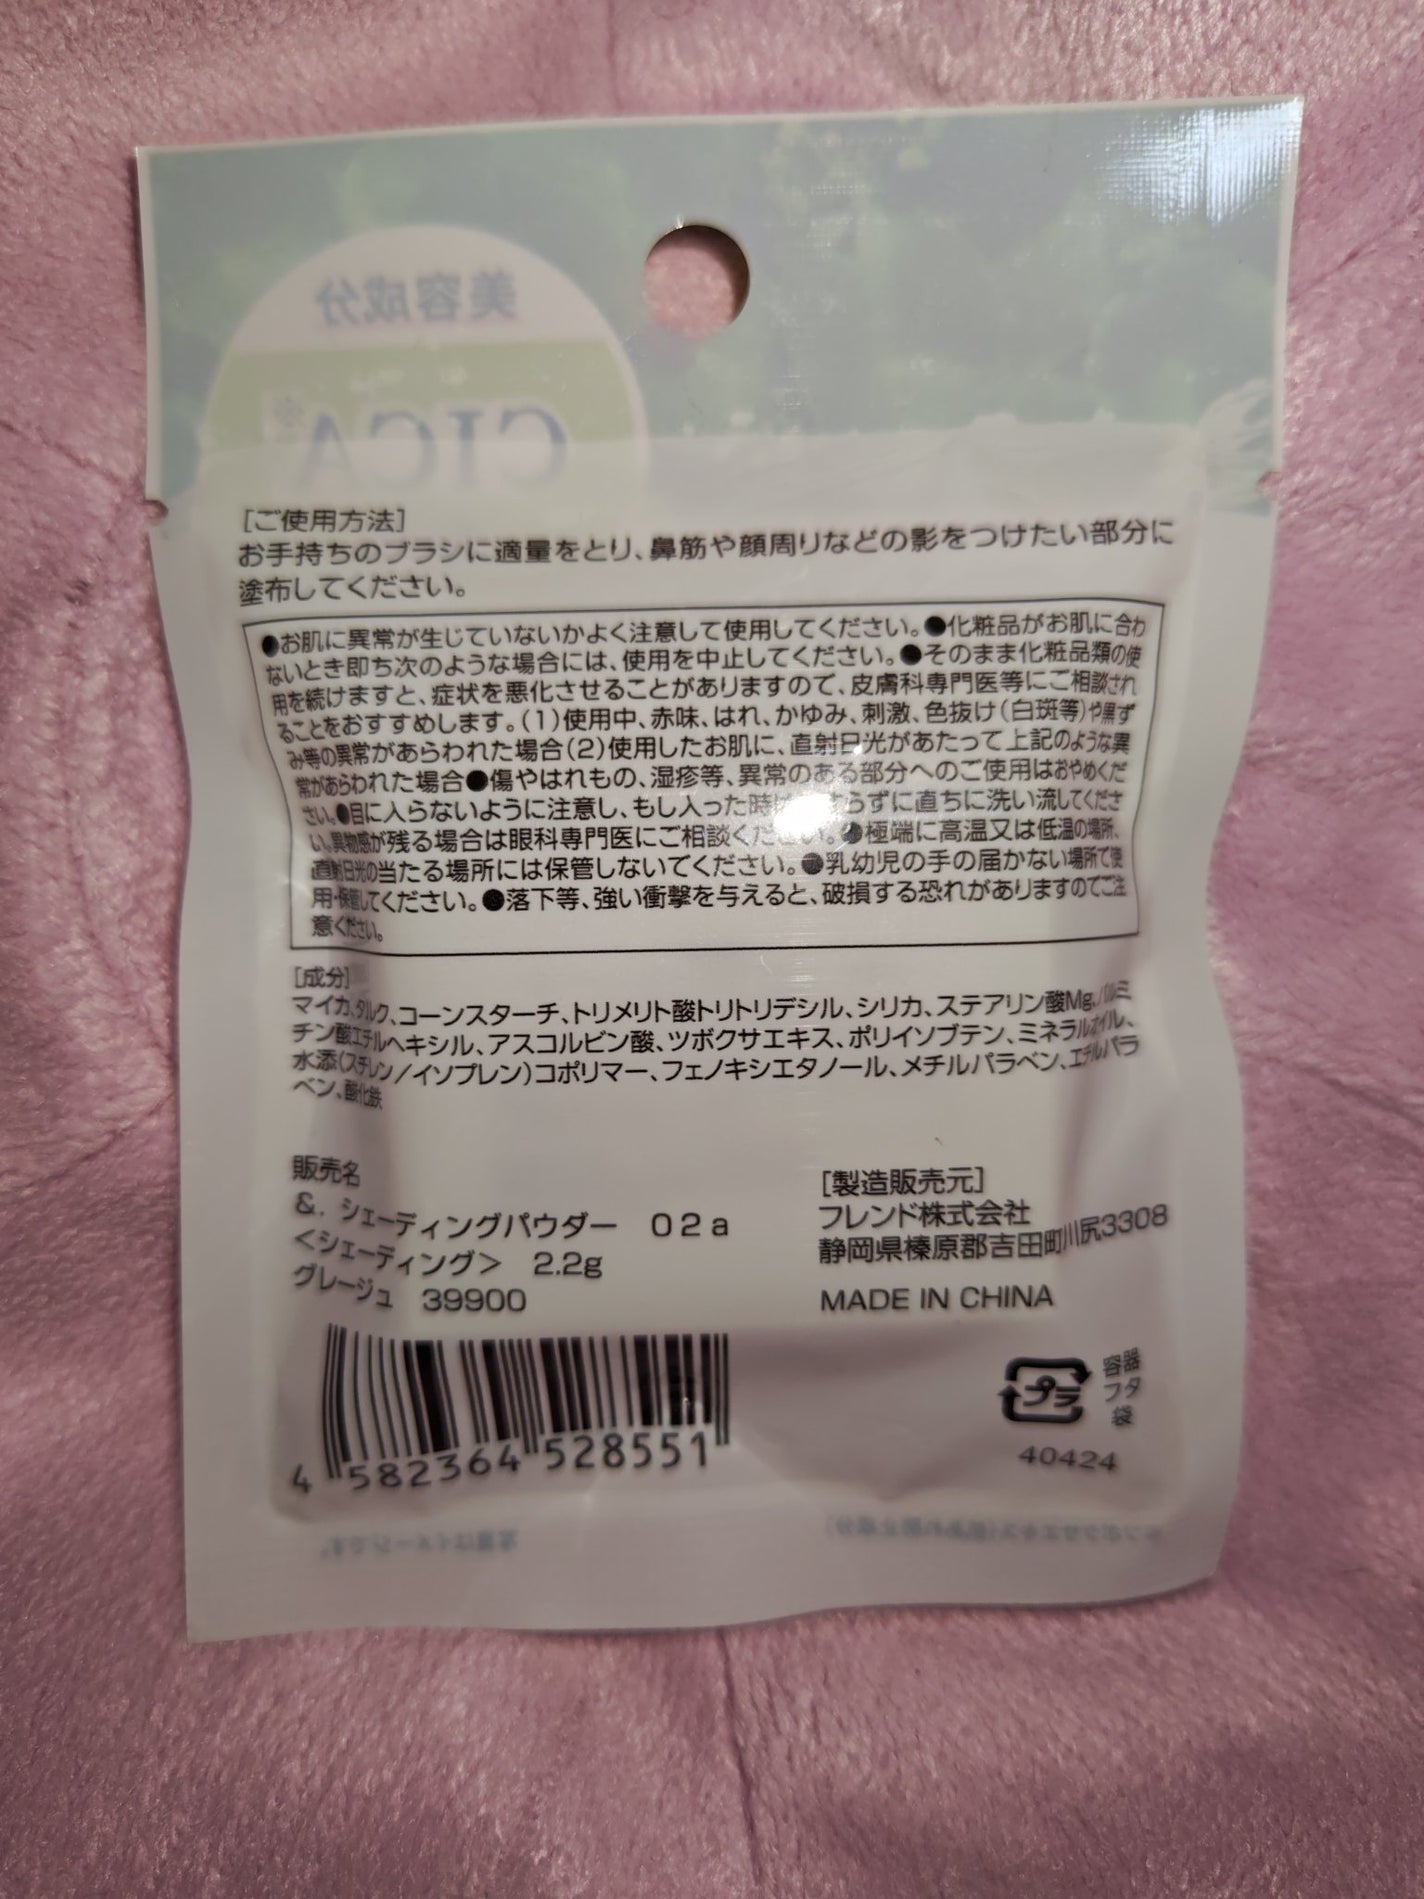 美容成分
CICA※
[ご使用方法]
お手持ちのブラシに適量をとり、鼻筋や顔周りなどの影をつけたい部分に
塗布してください。
●お肌に異常が生じていないかよく注意して使用してください。●化粧品がお肌に合わ
ないとき即ち次のような場合には、使用を中止してください。●そのまま化粧品類の使
用を続けますと、症状を悪化させることがありますので、皮膚科専門医等にご相談され
ることをおすすめします。(1)使用中、赤味、はれ、かゆみ、刺激、色抜け(白斑等)や黒ず
み等の異常があらわれた場合(2)使用したお肌に、直射日光があたって上記のような異
常があらわれた場合●傷やはれもの、湿疹等、異常のある部分へのご使用はおやめくだ
さい。●目に入らないように注意し、もし入った時は すらずに直ちに洗い流してくださ
い。異物感が残る場合は眼科専門医にご相談ください。●極端に高温又は低温の場所、
直射日光の当たる場所には保管しないでください。●乳幼児の手の届かない場所で使
用・保管してください。●落下等、強い衝撃を与えると、破損する恐れがありますのでご注
意ください。
[成分]
マイカ、タルク、コーンスターチ、トリメリト酸トリトリデシル、シリカ、ステアリン酸Mg、パルミ
チン酸エチルヘキシル、アスコルビン酸、ツボクサエキス、ポリイソブテン、ミネラルオイル、
水添(スチレン/イソプレン)コポリマー、フェノキシエタノール、メチルパラベン、エチルパラ
ベン、酸化鉄
販売名
&. シェーディングパウダー 02a
<シェーディング> 2.2g
グレージュ 39900
[製造販売元]
フレンド株式会社
静岡県榛原郡吉田町川尻3308
MADE IN CHINA
4 582364 528551
プラ
容器
フタ
袋
40424